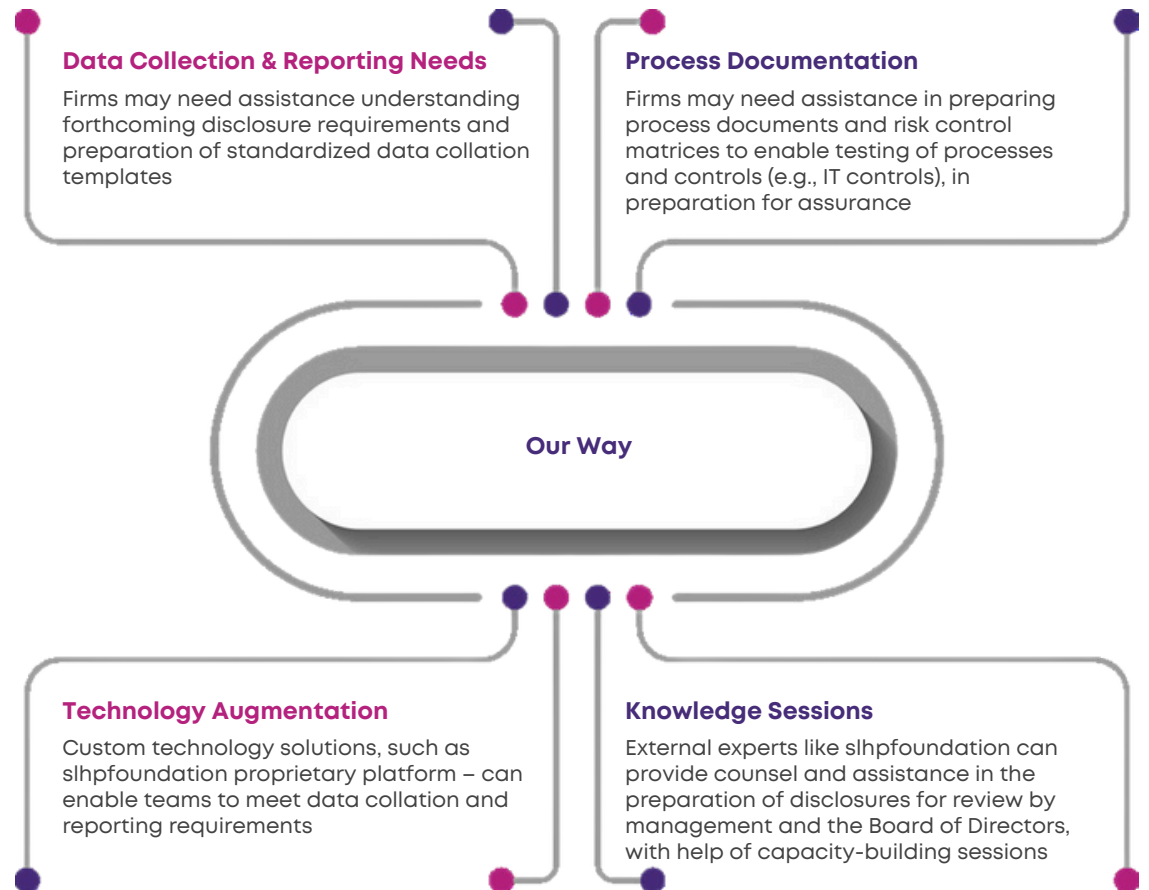 Data Collection & Reporting Needs
Firms may need assistance understanding
forthcoming disclosure requirements and
preparation of standardized data collation
templates
Process Documentation
Firms may need assistance in preparing
process documents and risk control
matrices to enable testing of processes
and controls (e.g., IT controls), in
preparation for assurance
Our Way
Technology Augmentation
Custom technology solutions, such as
slhpfoundation proprietary platform – can
enable teams to meet data collation and
reporting requirements
Knowledge Sessions
External experts like slhpfoundation can
provide counsel and assistance in the
preparation of disclosures for review by
management and the Board of Directors,
with help of capacity-building sessions